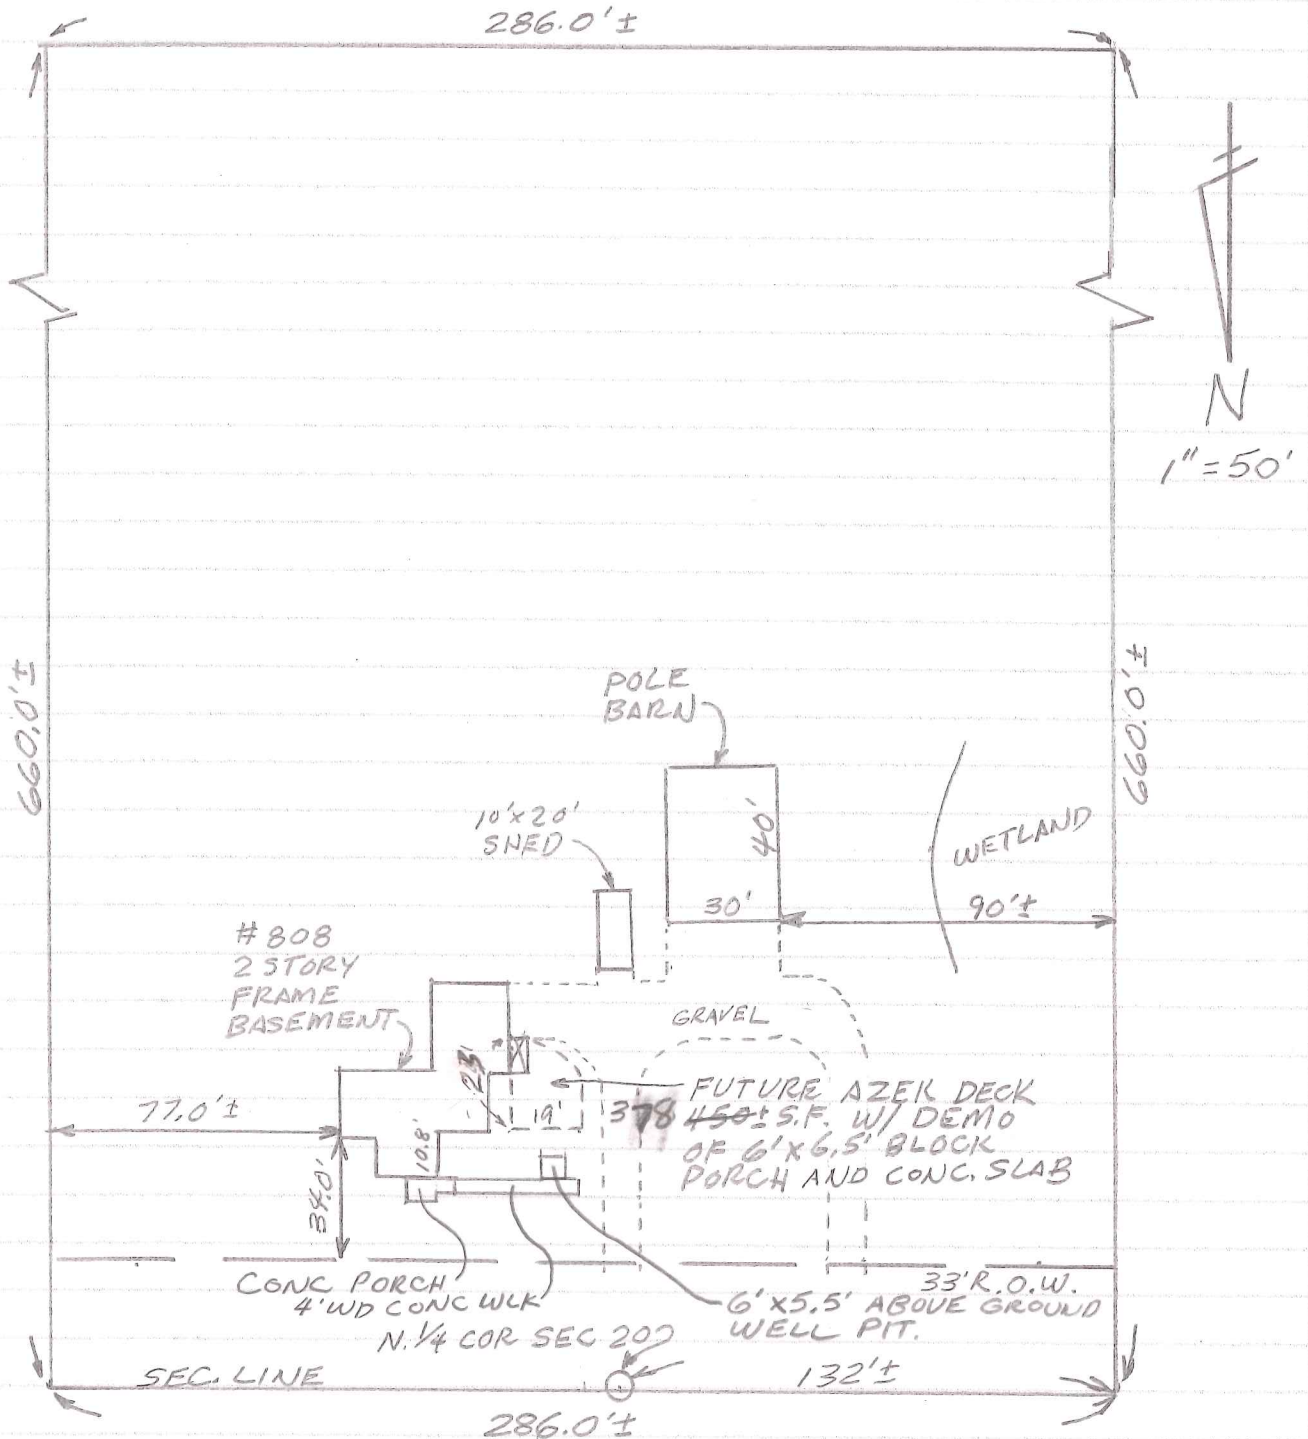 286.0'±
N
1"=50'
660.0'±
660.0'±
POLE
BARN
40'
30'
10'x20'
SHED
WETLAND
90'±
#808
2 STORY
FRAME
BASEMENT
GRAVEL
77.0'±
23'
19'
10.8'
34.0'
FUTURE AZEK DECK
378 450± S.F. W/ DEMO
OF 6'X6.5' BLOCK
PORCH AND CONC. SLAB
CONC PORCH
4'WD CONC WLK
33' R.O.W.
6'X5.5' ABOVE GROUND
WELL PIT.
N. 1/4 COR SEC 20
SEC. LINE
132'±
286.0'±